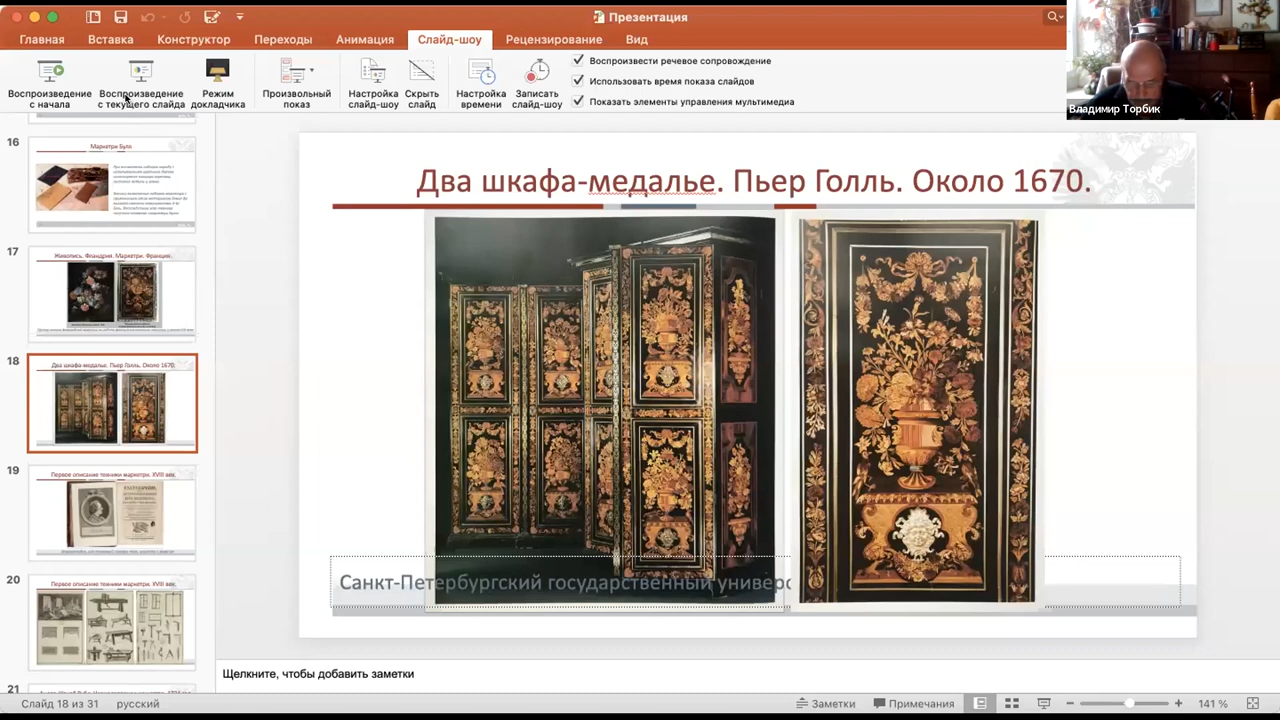 Презентация
Главная Вставка Конструктор Переходы Анимация Слайд-шоу Рецензирование Вид
Воспроизведение
с начала
Воспроизведение
с текущего слайда
Режим
докладчика
Произвольный
показ
Настройка
слайд-шоу
Скрыть
слайд
Настройка
времени
Записать
слайд-шоу
Воспроизвести речевое сопровождение
Использовать время показа слайдов
Показать элементы управления мультимедиа
Владимир Торбик
16
Маркетри Буля
17
Живопись. Фландрия. Маркетри. Франция.
18
Два шкафа-медалье. Пьер Голль. Около 1670.
19
Первое описание техники маркетри. XVIII век.
20
Первое описание техники маркетри. XVIII век.
21
Два шкафа-медалье. Пьер Голль. Около 1670.
Санкт-Петербургский государственный универс
Щелкните, чтобы добавить заметки
Слайд 18 из 31 русский Заметки Примечания 141 %